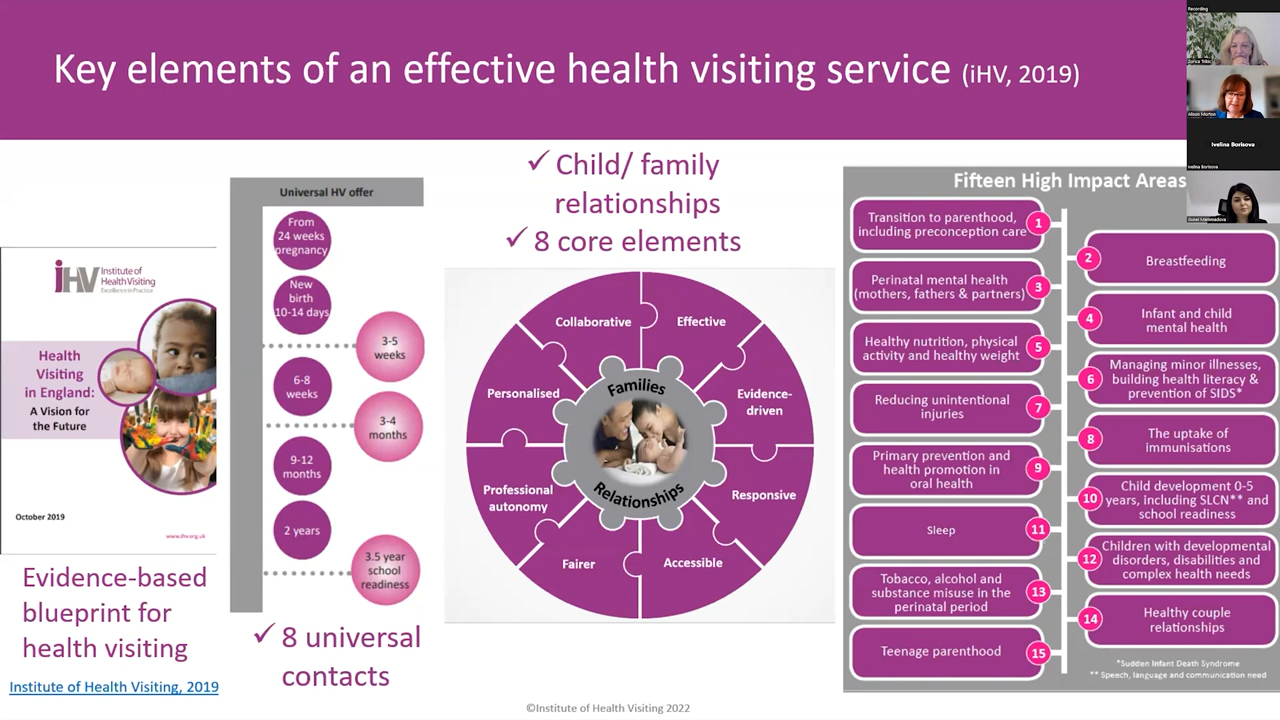 Key elements of an effective health visiting service (iHV, 2019)
Recording
Alison Morton
Ivelina Borisova
Ivelina Borisova
iHV Institute of
Health Visiting
Excellence in Practice
Health
Visiting
in England:
A Vision for
the Future
October 2019
www.ihv.org.uk
Evidence-based
blueprint for
health visiting
Institute of Health Visiting, 2019
Universal HV offer
From
24 weeks
pregnancy
New
birth
10-14 days
3-5
weeks
6-8
weeks
3-4
months
9-12
months
2 years
3.5 year
school
readiness
✓ 8 universal
contacts
✓ Child/ family
relationships
✓ 8 core elements
Collaborative
Effective
Personalised
Evidence-
driven
Professional
autonomy
Responsive
Fairer
Accessible
Families
Relationships
Fifteen High Impact Areas
Transition to parenthood,
including preconception care
1
2
Breastfeeding
Perinatal mental health
(mothers, fathers & partners)
3
4
Infant and child
mental health
Healthy nutrition, physical
activity and healthy weight
5
6
Managing minor illnesses,
building health literacy &
prevention of SIDS*
Reducing unintentional
injuries
7
8
The uptake of
immunisations
Primary prevention and
health promotion in
oral health
9
10
Child development 0-5
years, including SLCN** and
school readiness
Sleep
11
12
Children with developmental
disorders, disabilities and
complex health needs
Tobacco, alcohol and
substance misuse in the
perinatal period
13
14
Healthy couple
relationships
Teenage parenthood
15
*Sudden Infant Death Syndrome
** Speech, language and communication need
©Institute of Health Visiting 2022